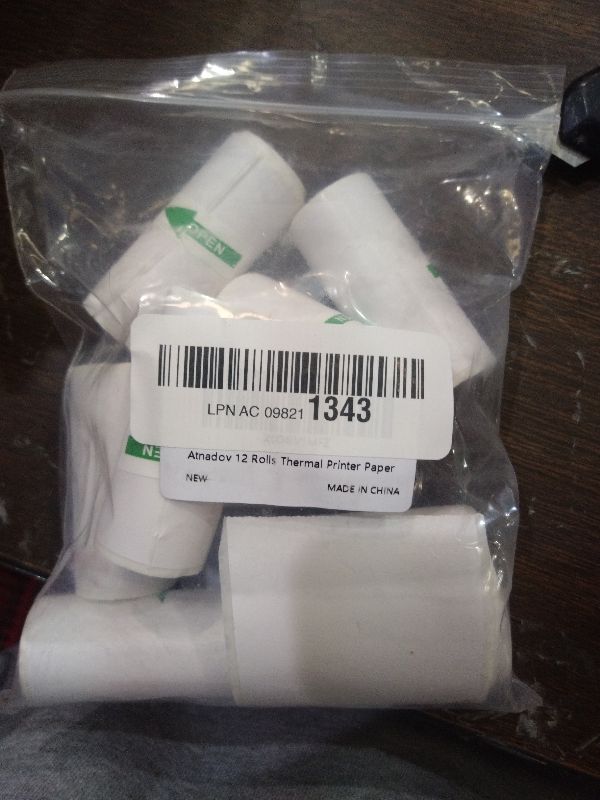 OPEN
LPN AC 09821 1343
Atnadov 12 Rolls Thermal Printer Paper
NEW
MADE IN CHINA